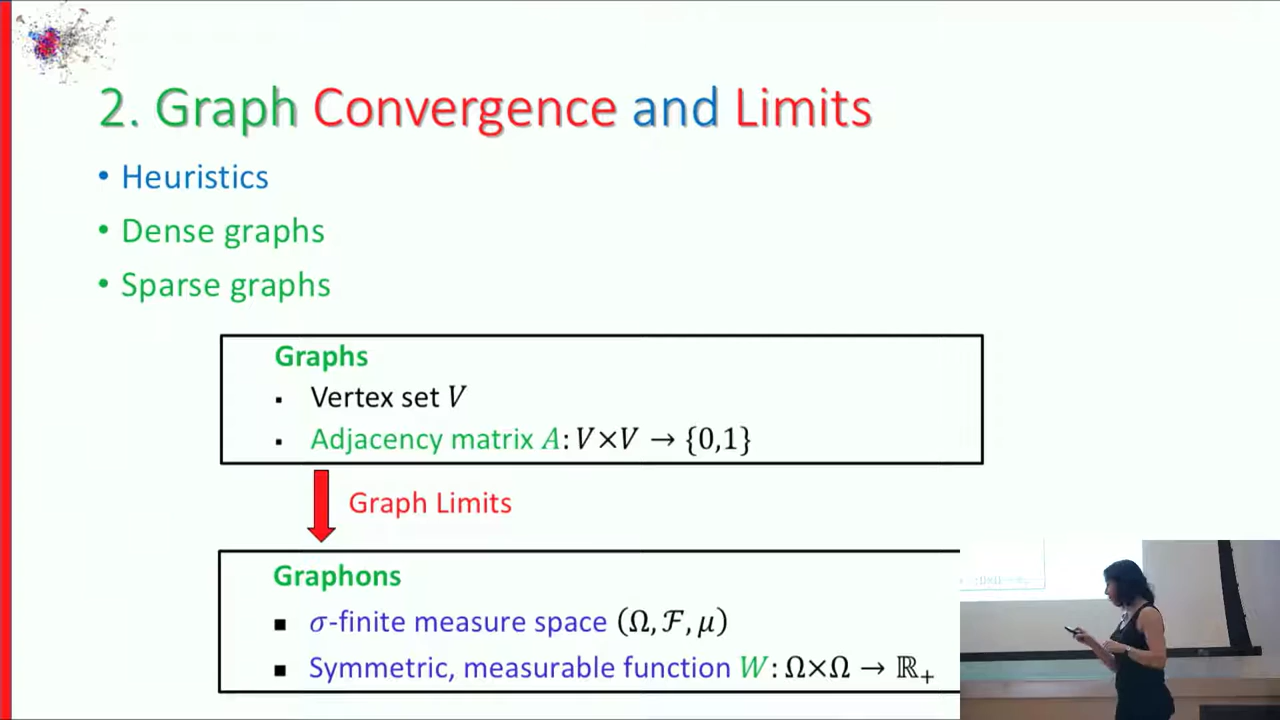 2. Graph Convergence and Limits
• Heuristics
• Dense graphs
• Sparse graphs
Graphs
▪ Vertex set V
▪ Adjacency matrix A: V×V → {0,1}
Graph Limits
Graphons
■ σ-finite measure space (Ω, ℱ, μ)
■ Symmetric, measurable function W: Ω×Ω → ℝ₊